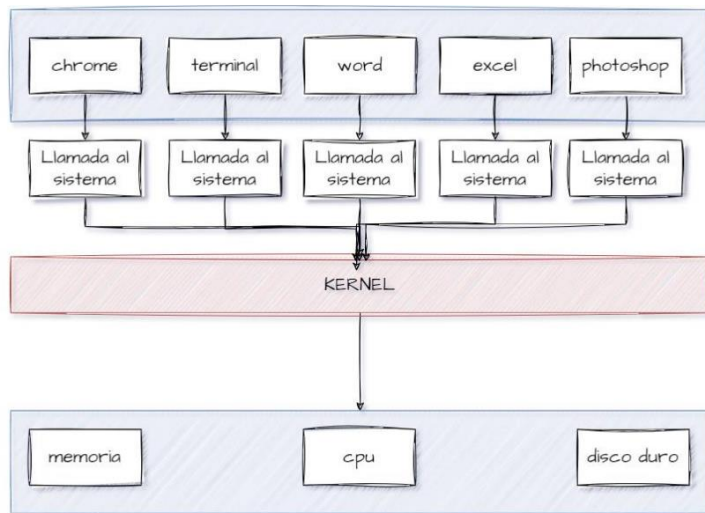 chrome
terminal
word
excel
photoshop
Llamada al
sistema
Llamada al
sistema
Llamada al
sistema
Llamada al
sistema
Llamada al
sistema
KERNEL
memoria
cpu
disco duro